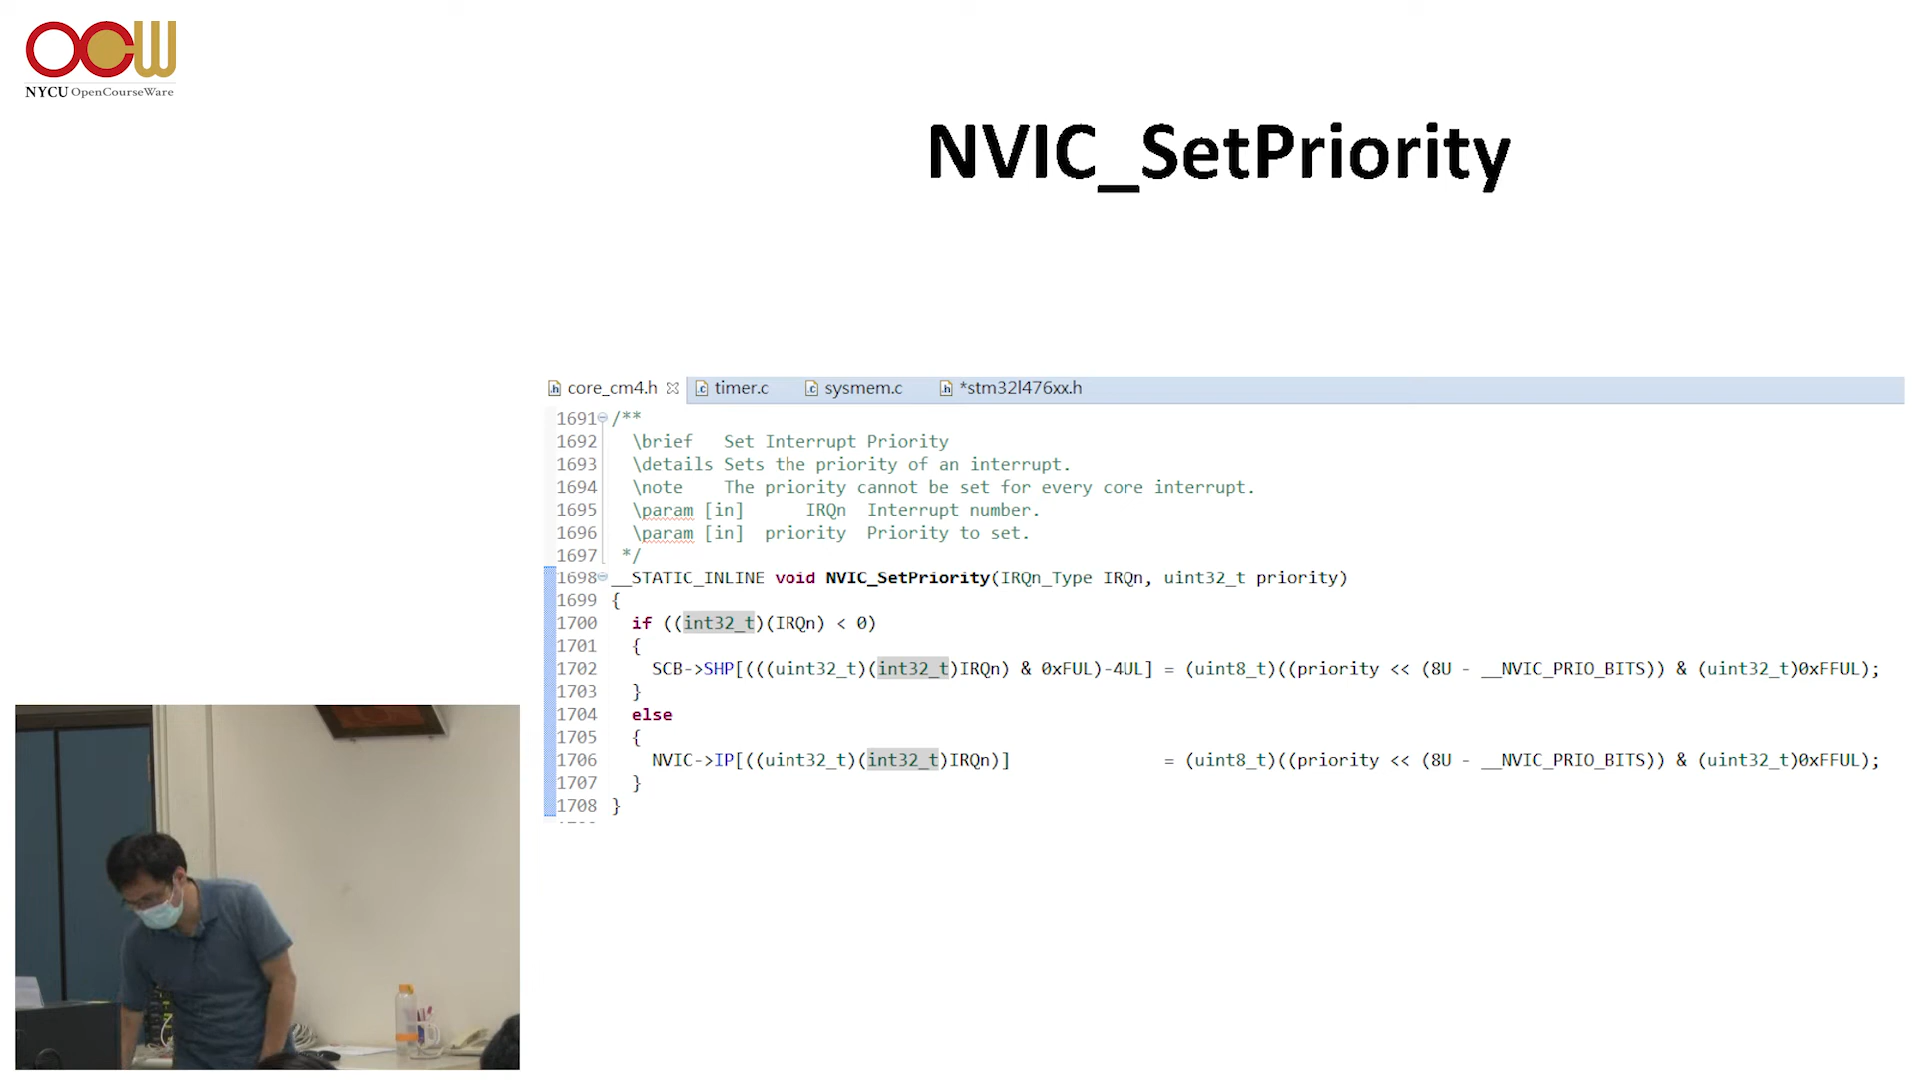 OCW
NYCU OpenCourseWare
NVIC_SetPriority
core_cm4.h timer.c sysmem.c *stm32l476xx.h
1691 /**
1692 \brief Set Interrupt Priority
1693 \details Sets the priority of an interrupt.
1694 \note The priority cannot be set for every core interrupt.
1695 \param [in] IRQn Interrupt number.
1696 \param [in] priority Priority to set.
1697 */
1698 __STATIC_INLINE void NVIC_SetPriority(IRQn_Type IRQn, uint32_t priority)
1699 {
1700 if ((int32_t)(IRQn) < 0)
1701 {
1702 SCB->SHP[(((uint32_t)(int32_t)IRQn) & 0xFUL)-4UL] = (uint8_t)((priority << (8U - __NVIC_PRIO_BITS)) & (uint32_t)0xFFUL);
1703 }
1704 else
1705 {
1706 NVIC->IP[((uint32_t)(int32_t)IRQn)] = (uint8_t)((priority << (8U - __NVIC_PRIO_BITS)) & (uint32_t)0xFFUL);
1707 }
1708 }